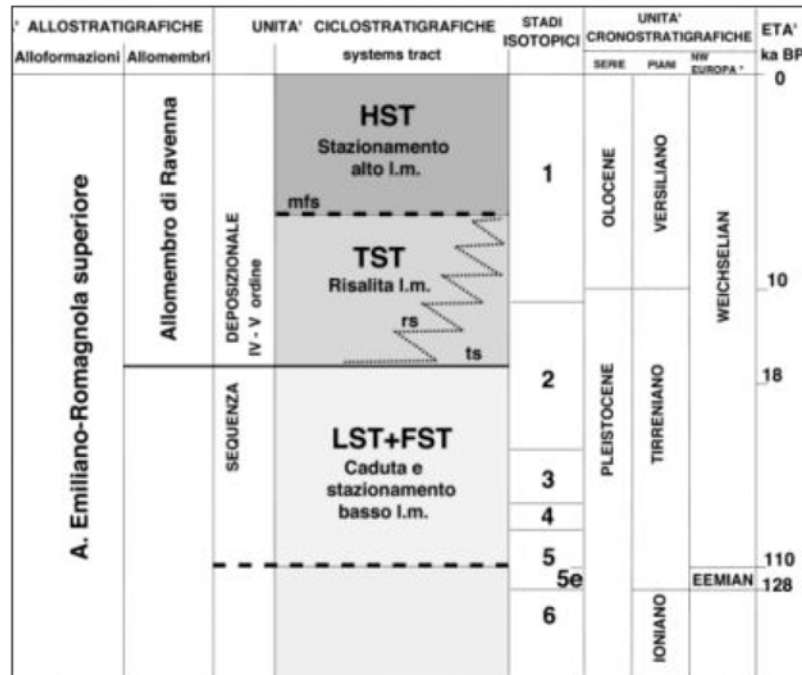 ' ALLOSTRATIGRAFICHE
Alloformazioni
Allomembri
UNITA' CICLOSTRATIGRAFICHE
systems tract
STADI
ISOTOPICI
UNITA'
CRONOSTRATIGRAFICHE
SERIE
PIANI
NW
EUROPA *
ETA'
ka BP
0
A. Emiliano-Romagnola superiore
Allomembro di Ravenna
SEQUENZA DEPOSIZIONALE
IV - V ordine
HST
Stazionamento
alto l.m.
mfs
TST
Risalita l.m.
rs
ts
LST+FST
Caduta e
stazionamento
basso l.m.
1
2
3
4
5
5e
6
OLOCENE
PLEISTOCENE
VERSILIANO
TIRRENIANO
IONIANO
WEICHSELIAN
EEMIAN
10
18
110
128